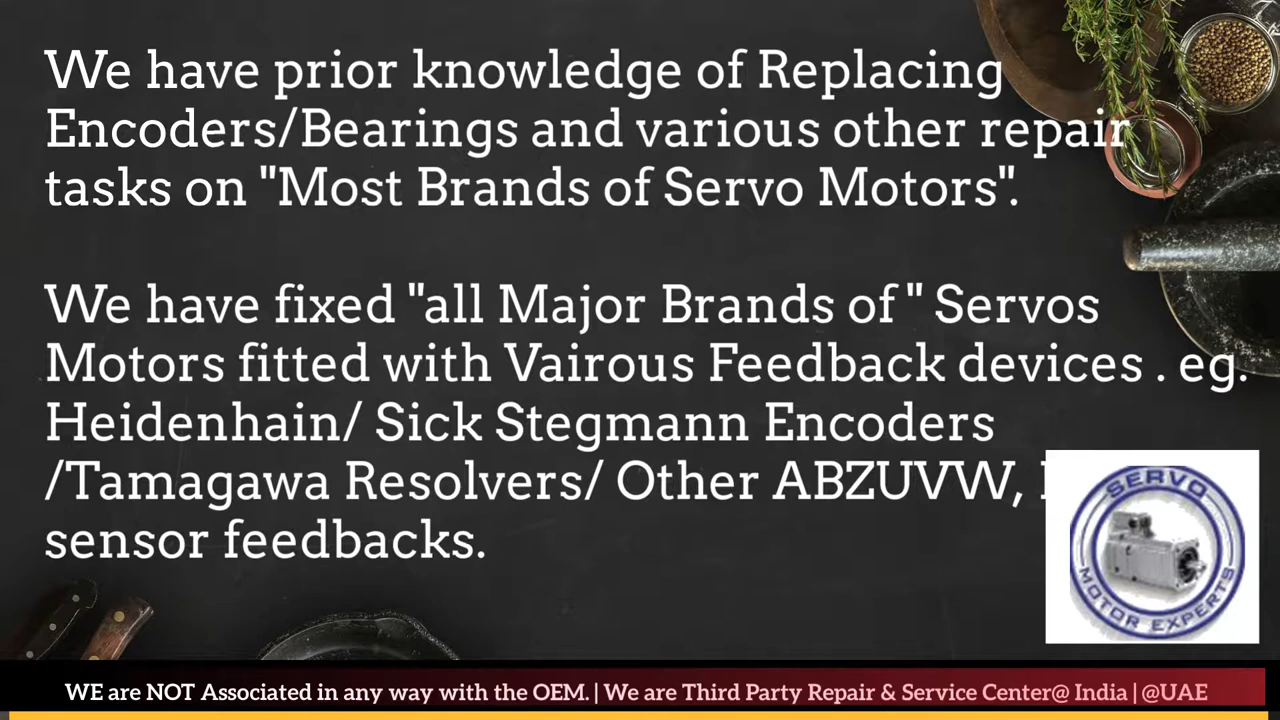 We have prior knowledge of Replacing
Encoders/Bearings and various other repair
tasks on "Most Brands of Servo Motors".
We have fixed "all Major Brands of " Servos
Motors fitted with Vairous Feedback devices . eg.
Heidenhain/ Sick Stegmann Encoders
/Tamagawa Resolvers/ Other ABZUVW,
sensor feedbacks.
SERVO
MOTOR EXPERTS
WE are NOT Associated in any way with the OEM. | We are Third Party Repair & Service Center@ India | @UAE